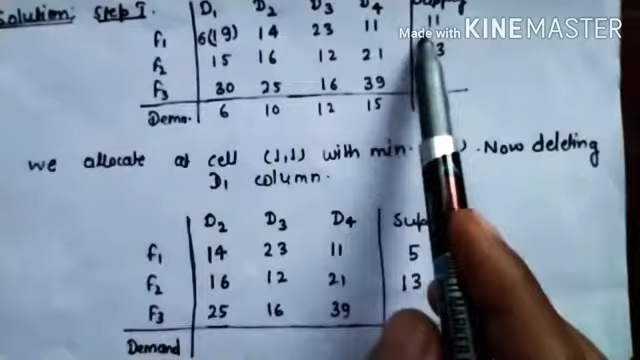 Solution: Step I. D1 D2 D3 D4 Supply
F1 6(19) 14 23 11 11
F2 15 16 12 21 13
F3 30 25 16 39
Dema. 6 10 12 15
Made with KINEMASTER
we allocate at cell (1,1) with min. Now deleting
D1 column.
D2 D3 D4
F1 14 23 11 5
F2 16 12 21 13
F3 25 16 39
Demand